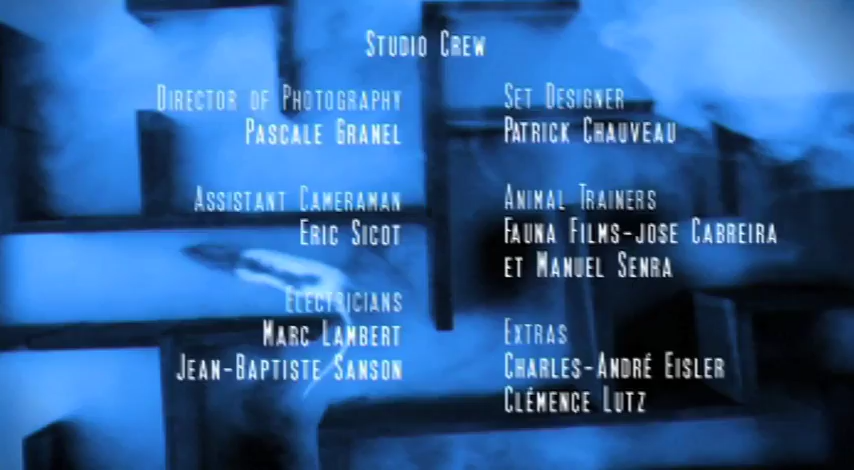 Studio Crew
Director of Photography
Pascale Granel
Assistant Cameraman
Eric Sicot
Electricians
Marc Lambert
Jean-Baptiste Sanson
Set Designer
Patrick Chauveau
Animal Trainers
Fauna Films-Jose Cabreira
et Manuel Senra
Extras
Charles-André Eisler
Clémence Lutz